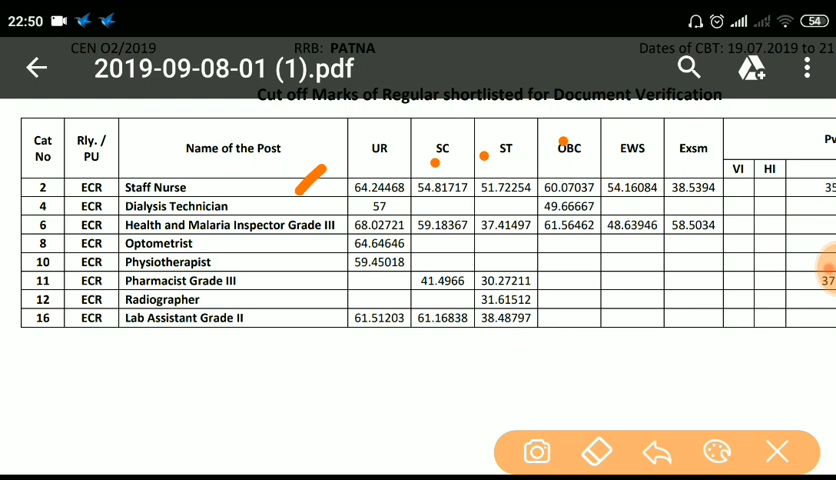 22:50 54
CEN O2/2019 RRB: PATNA Dates of CBT: 19.07.2019 to 21
2019-09-08-01 (1).pdf
Cut off Marks of Regular shortlisted for Document Verification
Cat No Rly. / PU Name of the Post UR SC ST OBC EWS Exsm
VI HI
2 ECR Staff Nurse 64.24468 54.81717 51.72254 60.07037 54.16084 38.5394 35
4 ECR Dialysis Technician 57 49.66667
6 ECR Health and Malaria Inspector Grade III 68.02721 59.18367 37.41497 61.56462 48.63946 58.5034
8 ECR Optometrist 64.64646
10 ECR Physiotherapist 59.45018
11 ECR Pharmacist Grade III 41.4966 30.27211 37
12 ECR Radiographer 31.61512
16 ECR Lab Assistant Grade II 61.51203 61.16838 38.48797